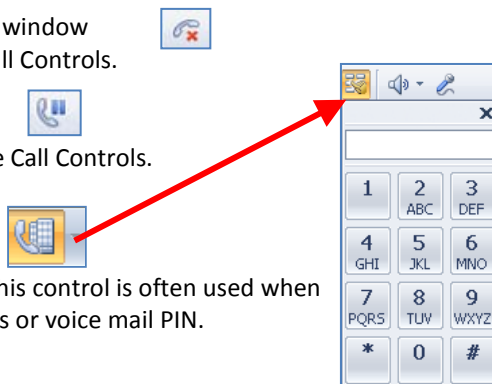 window
ll Controls.
e Call Controls.
his control is often used when
s or voice mail PIN.
x
1 2 3
ABC DEF
4 5 6
GHI JKL MNO
7 8 9
PQRS TUV WXYZ
* 0 #